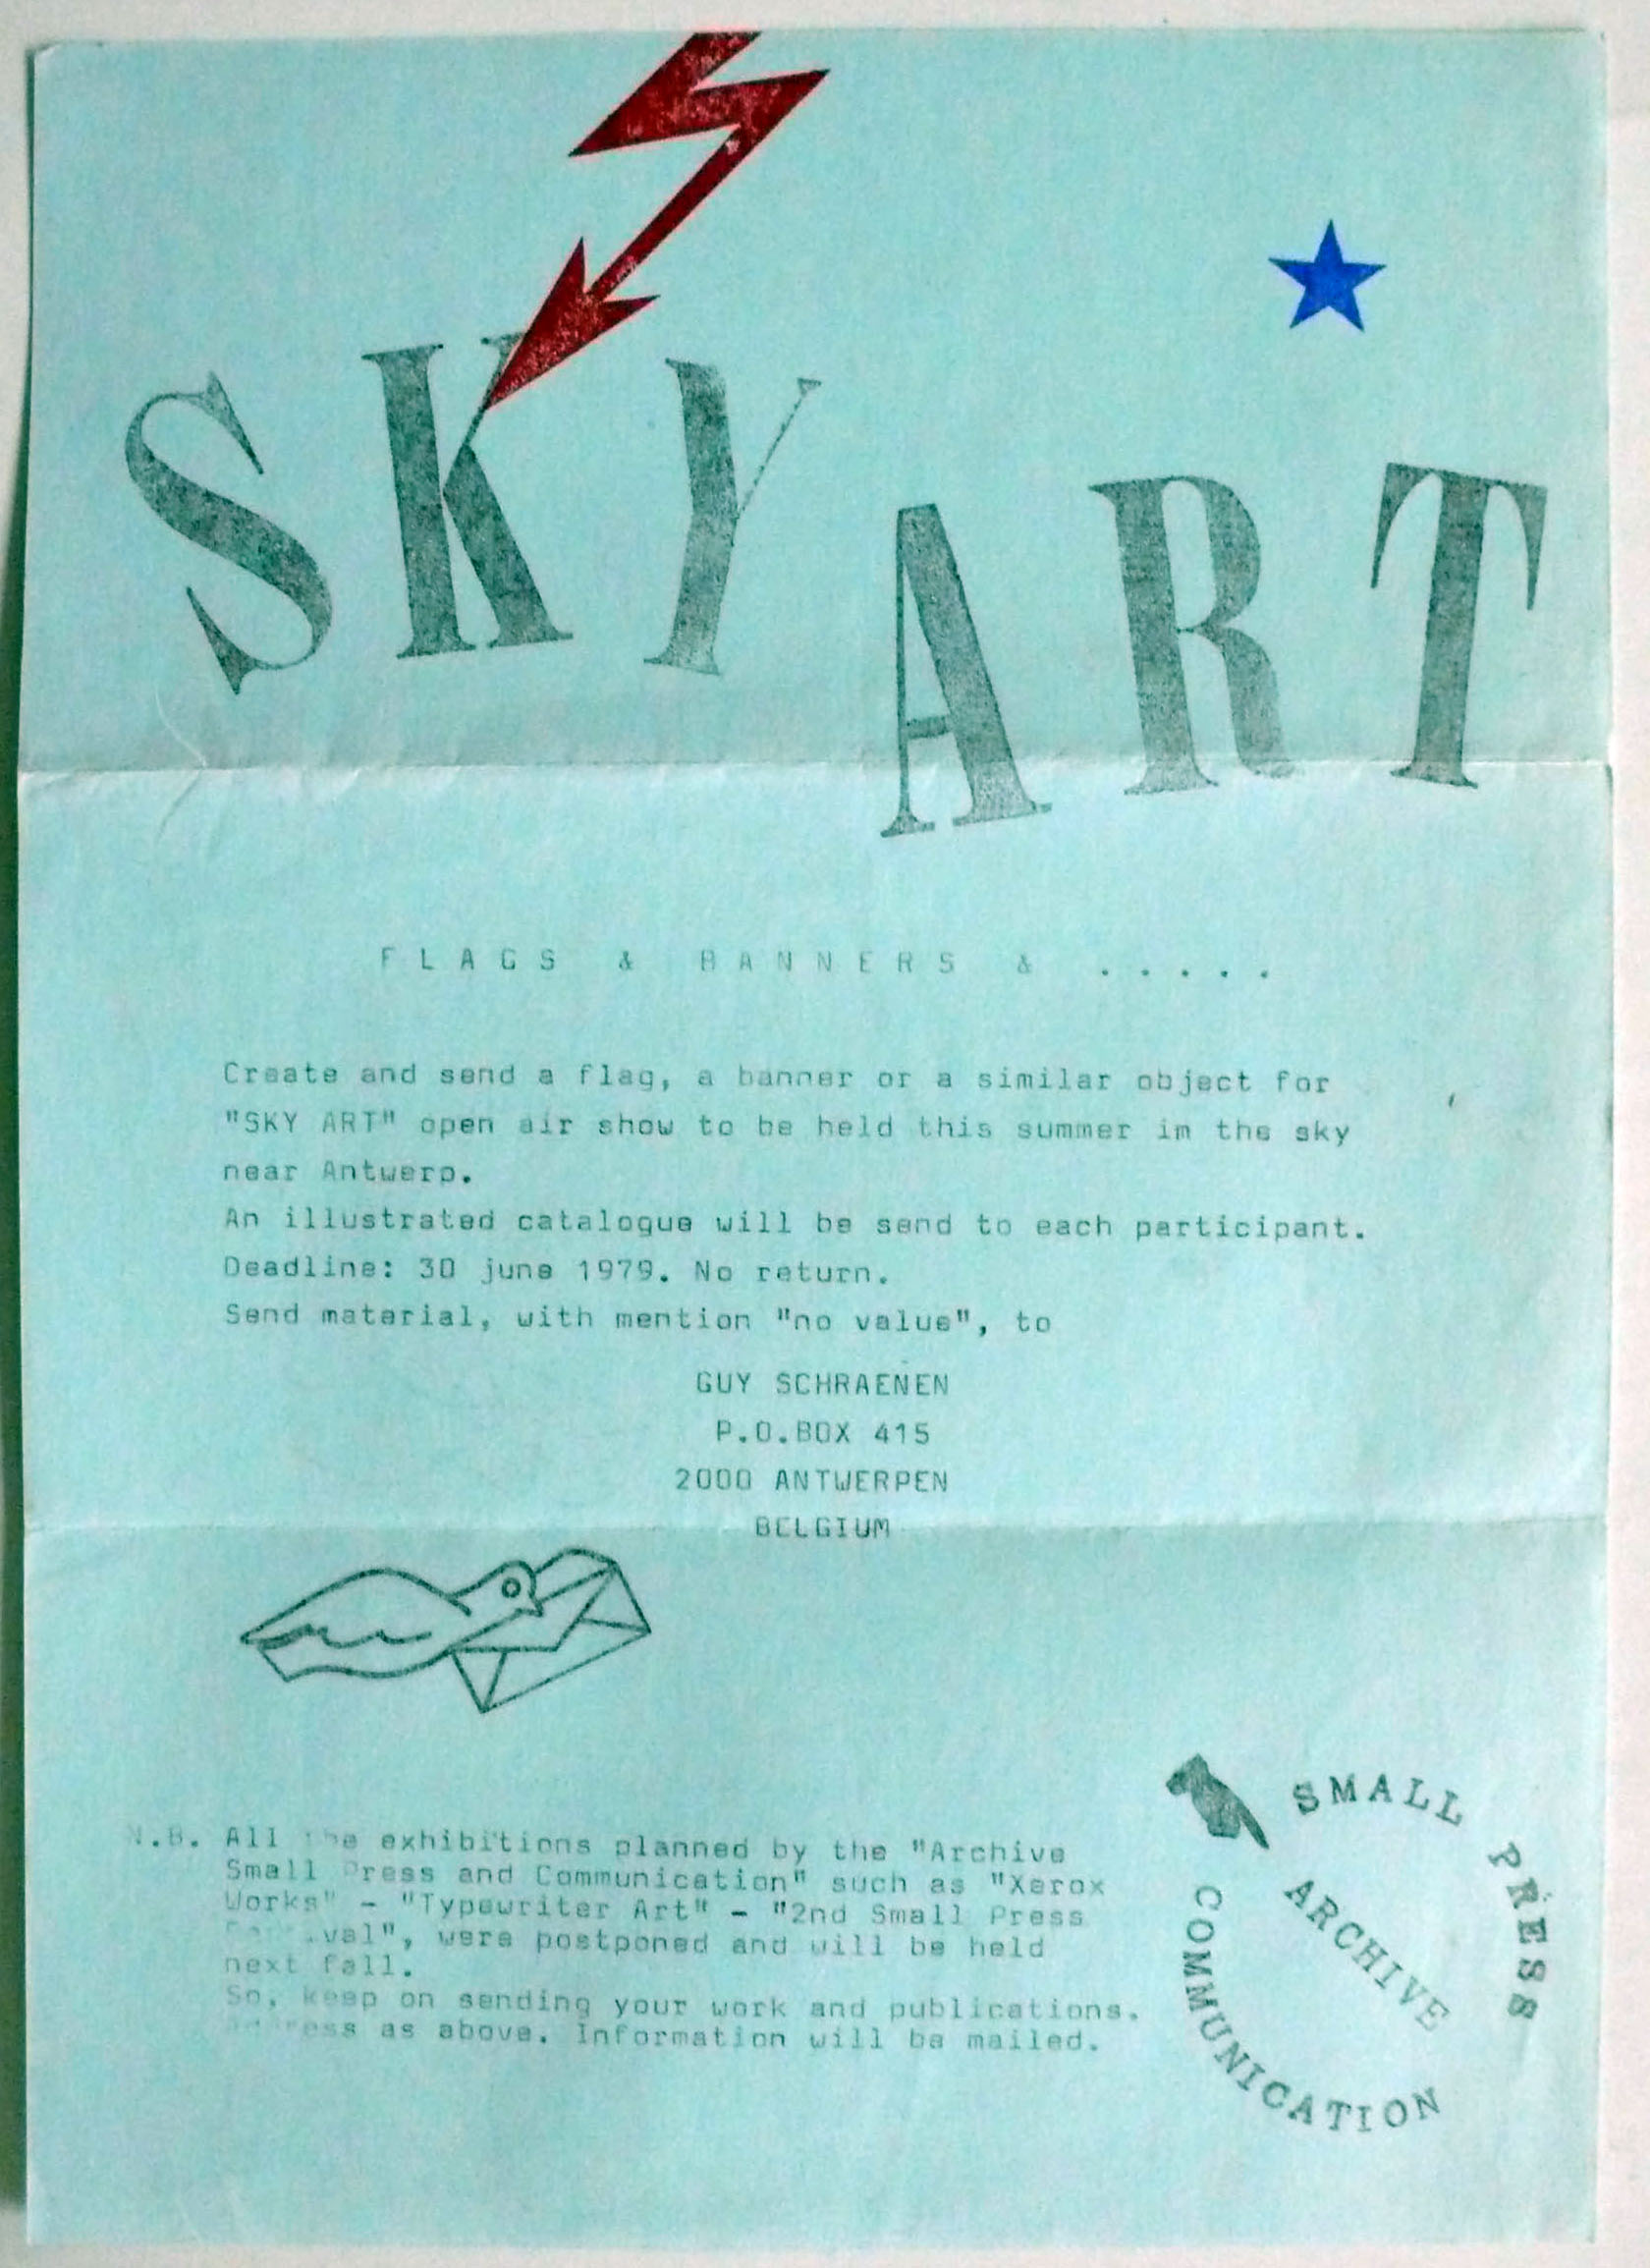 SKY ART
FLAGS & BANNERS & .....
Create and send a flag, a banner or a similar object for
"SKY ART" open air show to be held this summer in the sky
near Antwerp.
An illustrated catalogue will be send to each participant.
Deadline: 30 june 1979. No return.
Send material, with mention "no value", to
GUY SCHRAENEN
P.O.BOX 415
2000 ANTWERPEN
BELGIUM
N.B. All the exhibitions planned by the "Archive
Small Press and Communication" such as "Xerox
Works" - "Typewriter Art" - "2nd Small Press
", were postponed and will be held
next fall.
So, keep on sending your work and publications.
as above. Information will be mailed.
SMALL PRESS
ARCHIVE
COMMUNICATION